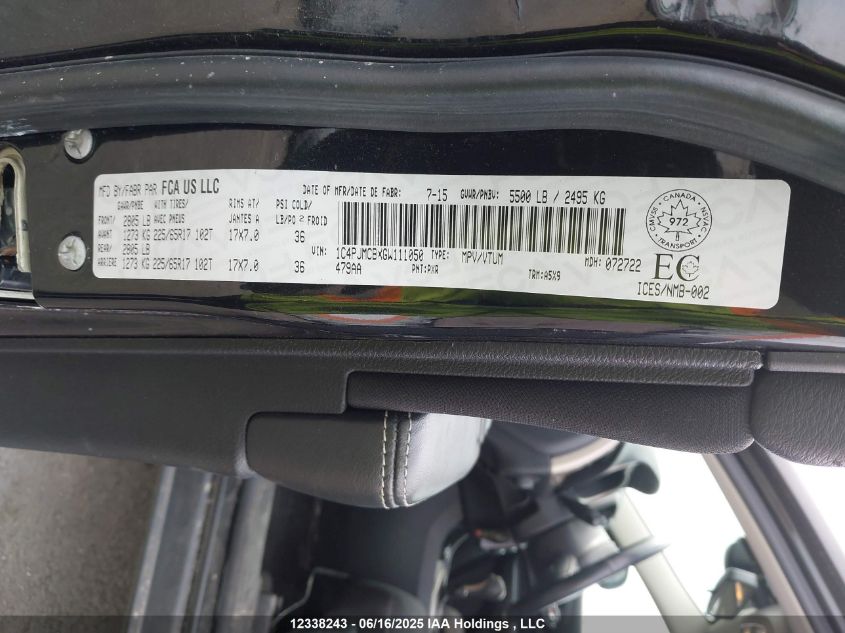 MFD BY/FABR PAR FCA US LLC
DATE OF MFR/DATE DE FABR: 7-15 GVWR/PNBV: 5500 LB / 2495 KG
GAWR/PNBE WITH TIRES/ RIMS AT/ PSI COLD/
FRONT/ 2805 LB AVEC PNEUS JANTES A LB/PO 2 FROID
AVANT 1273 KG 225/65R17 102T 17X7.0 36
REAR/ 2805 LB
ARRIERE 1273 KG 225/65R17 102T 17X7.0 36
VIN: 1C4PJMCBXGW111050 TYPE: MPV/VTUM MDH: 072722
479AA PNT:PXR TRM:A5X9
CANADA
CMVSS NSVAC
972
TRANSPORT
EC
ICES/NMB-002
12338243 - 06/16/2025 IAA Holdings , LLC